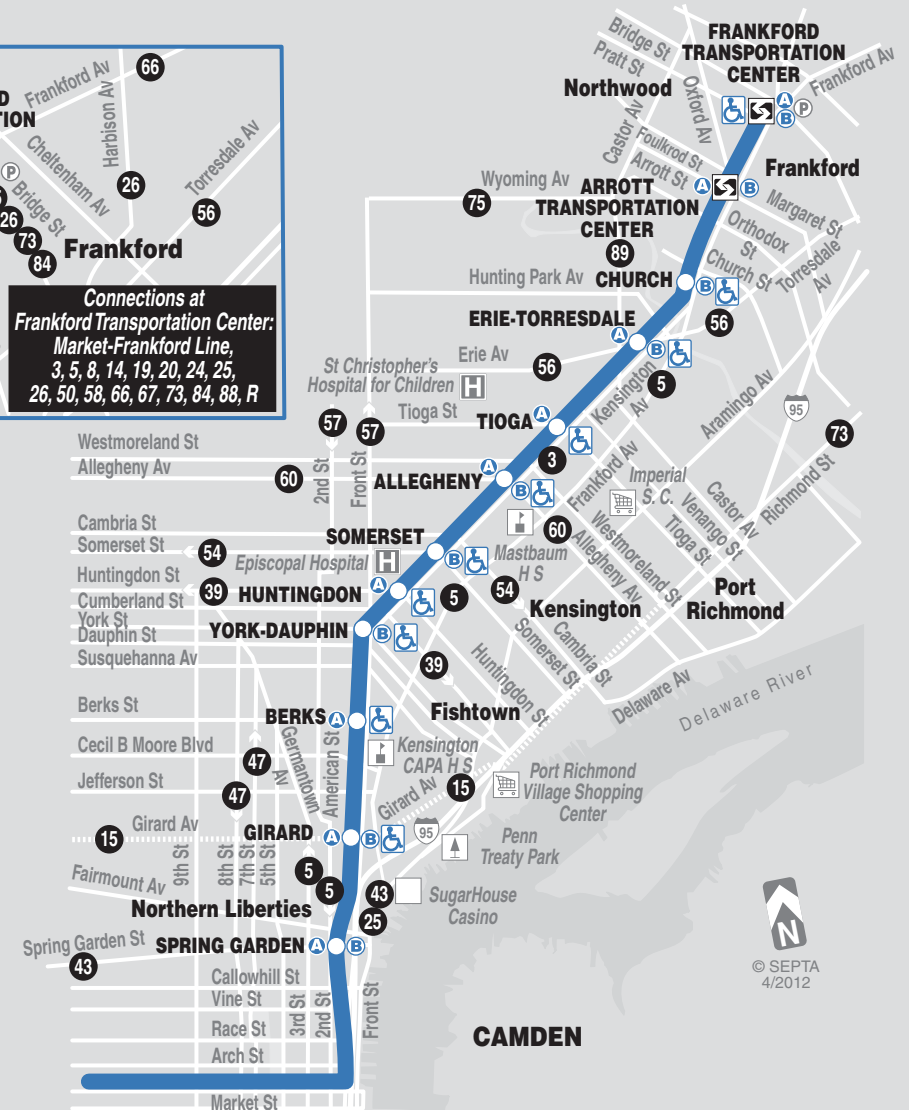 Frankford Av
66
Harbison Av
Cheltenham Av
Torresdale Av
P
Bridge St
26
56
26
73
84
Frankford
Connections at
Frankford Transportation Center:
Market-Frankford Line,
3, 5, 8, 14, 19, 20, 24, 25,
26, 50, 58, 66, 67, 73, 84, 88, R
Bridge St
Pratt St
FRANKFORD
TRANSPORTATION
CENTER
Northwood
Oxford Av
Frankford Av
A
B
P
Castor Av
Foulkrod St
Arrott St
Frankford
Wyoming Av
75
ARROTT
TRANSPORTATION
CENTER
A
B
Margaret St
Orthodox
St
89
Church St
Torresdale
Av
Hunting Park Av
CHURCH
B
56
ERIE-TORRESDALE
A
B
Erie Av
56
St Christopher's
Hospital for Children
H
Kensington
Av
5
Aramingo Av
95
Tioga St
TIOGA
A
57
57
73
Westmoreland St
Allegheny Av
60
2nd St
Front St
ALLEGHENY
A
B
3
Frankford Av
Imperial
S. C.
Castor Av
Venango St
Tioga St
Richmond St
Cambria St
Somerset St
54
SOMERSET
B
Episcopal Hospital
H
Mastbaum
H S
60
Westmoreland St
Allegheny Av
Huntingdon St
39
HUNTINGDON
A
5
54
Kensington
Port
Richmond
Cumberland St
York St
Dauphin St
YORK-DAUPHIN
B
Susquehanna Av
39
Huntingdon St
Somerset St
Cambria St
Delaware Av
Delaware River
Berks St
BERKS
A
Fishtown
Cecil B Moore Blvd
47
Germantown
Av
American St
Kensington
CAPA H S
Jefferson St
47
Girard Av
15
Port Richmond
Village Shopping
Center
Girard Av
15
GIRARD
A
B
95
Penn
Treaty Park
9th St
8th St
7th St
5th St
Fairmount Av
5
5
43
SugarHouse
Casino
Northern Liberties
25
Spring Garden St
43
SPRING GARDEN
A
B
Callowhill St
Vine St
3rd St
2nd St
Front St
Race St
Arch St
Market St
CAMDEN
N
© SEPTA
4/2012